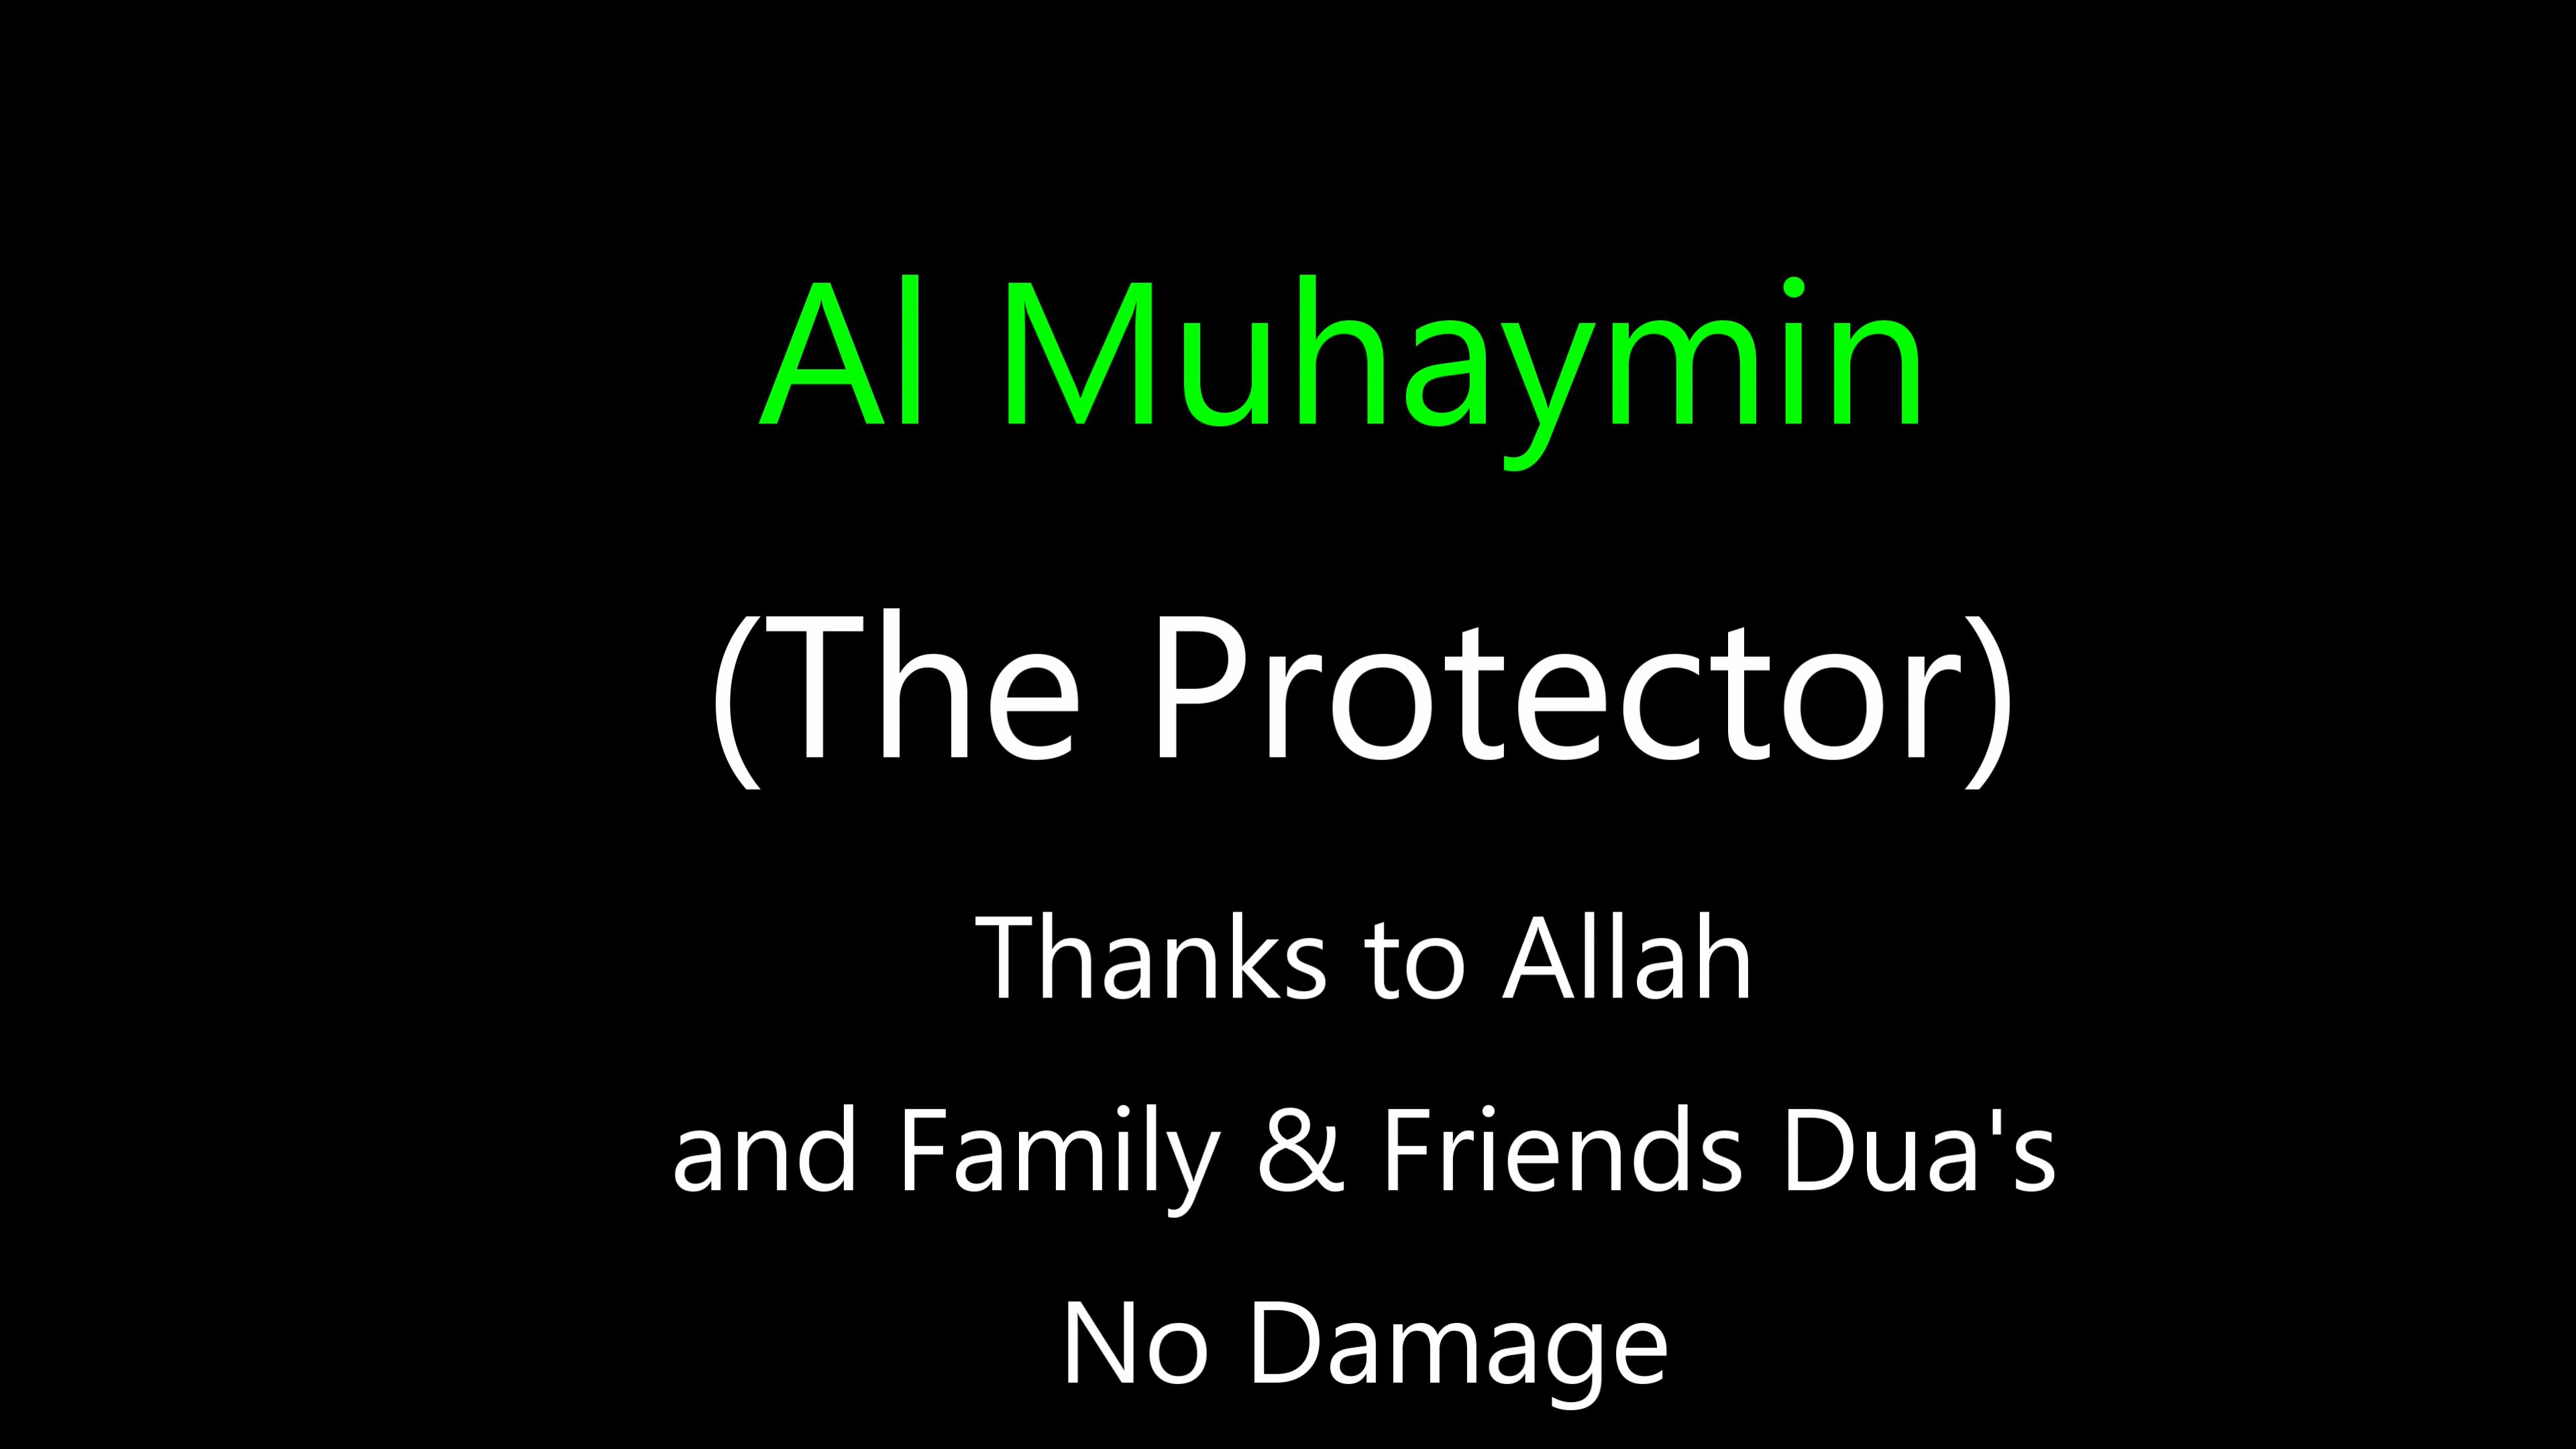 Al Muhaymin
(The Protector)
Thanks to Allah
and Family & Friends Dua's
No Damage